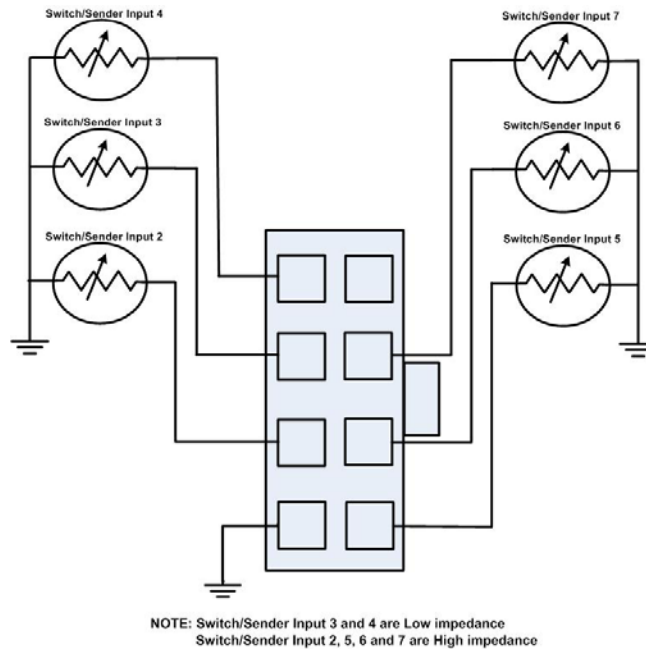 Switch/Sender Input 4
Switch/Sender Input 7
Switch/Sender Input 3
Switch/Sender Input 6
Switch/Sender Input 2
Switch/Sender Input 5
NOTE: Switch/Sender Input 3 and 4 are Low impedance
Switch/Sender Input 2, 5, 6 and 7 are High impedance